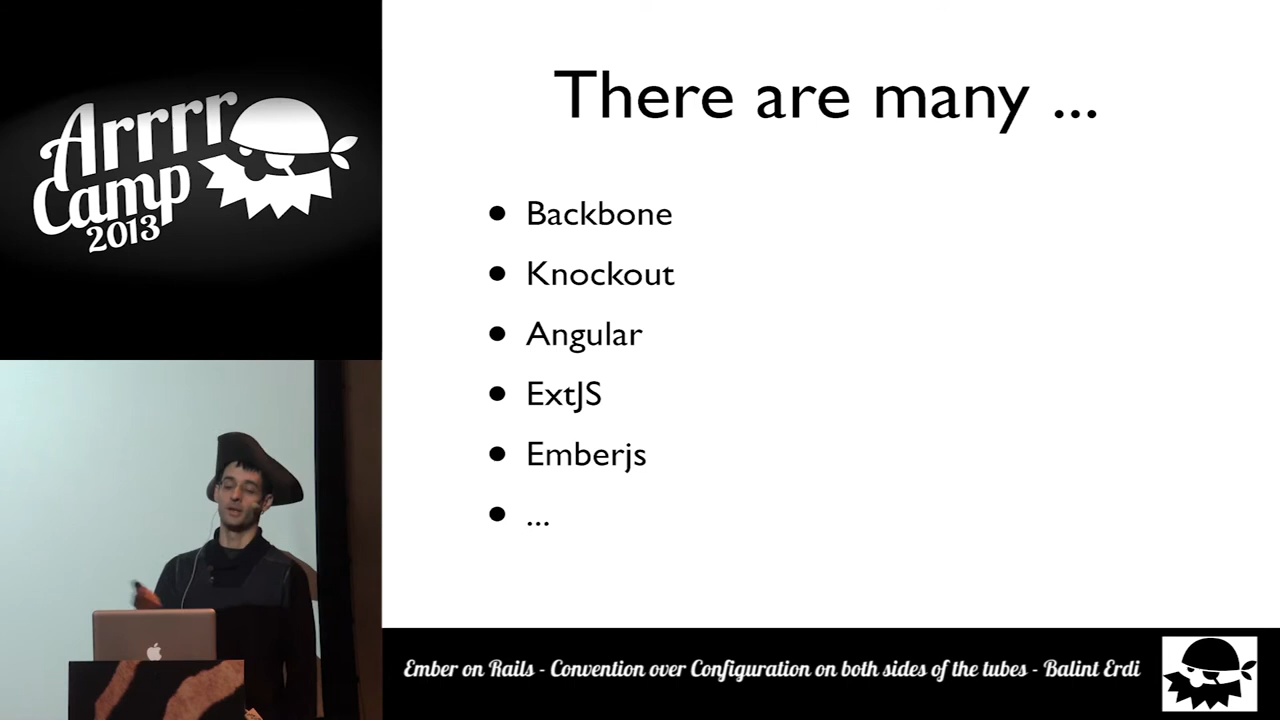 Arrrr
Camp
2013
There are many ...
• Backbone
• Knockout
• Angular
• ExtJS
• Emberjs
• ...
Ember on Rails - Convention over Configuration on both sides of the tubes - Balint Erdi